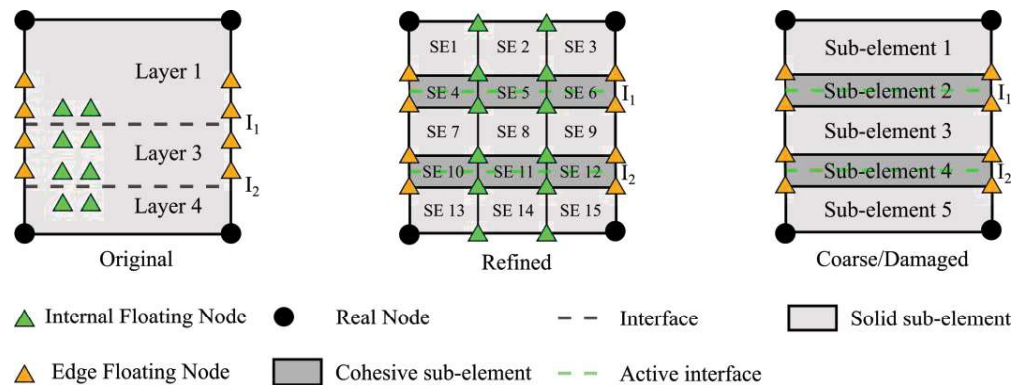 Layer 1
I1
Layer 3
I2
Layer 4
Original
SE1 SE 2 SE 3
SE 4 SE 5 SE 6 I1
SE 7 SE 8 SE 9
SE 10 SE 11 SE 12 I2
SE 13 SE 14 SE 15
Refined
Sub-element 1
Sub-element 2 I1
Sub-element 3
Sub-element 4 I2
Sub-element 5
Coarse/Damaged
Internal Floating Node Real Node Interface Solid sub-element
Edge Floating Node Cohesive sub-element Active interface